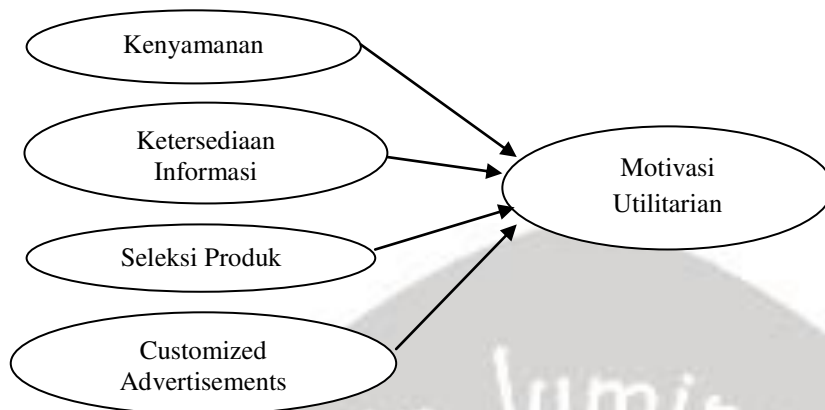 Kenyamanan
Ketersediaan
Informasi
Motivasi
Utilitarian
Seleksi Produk
Customized
Advertisements